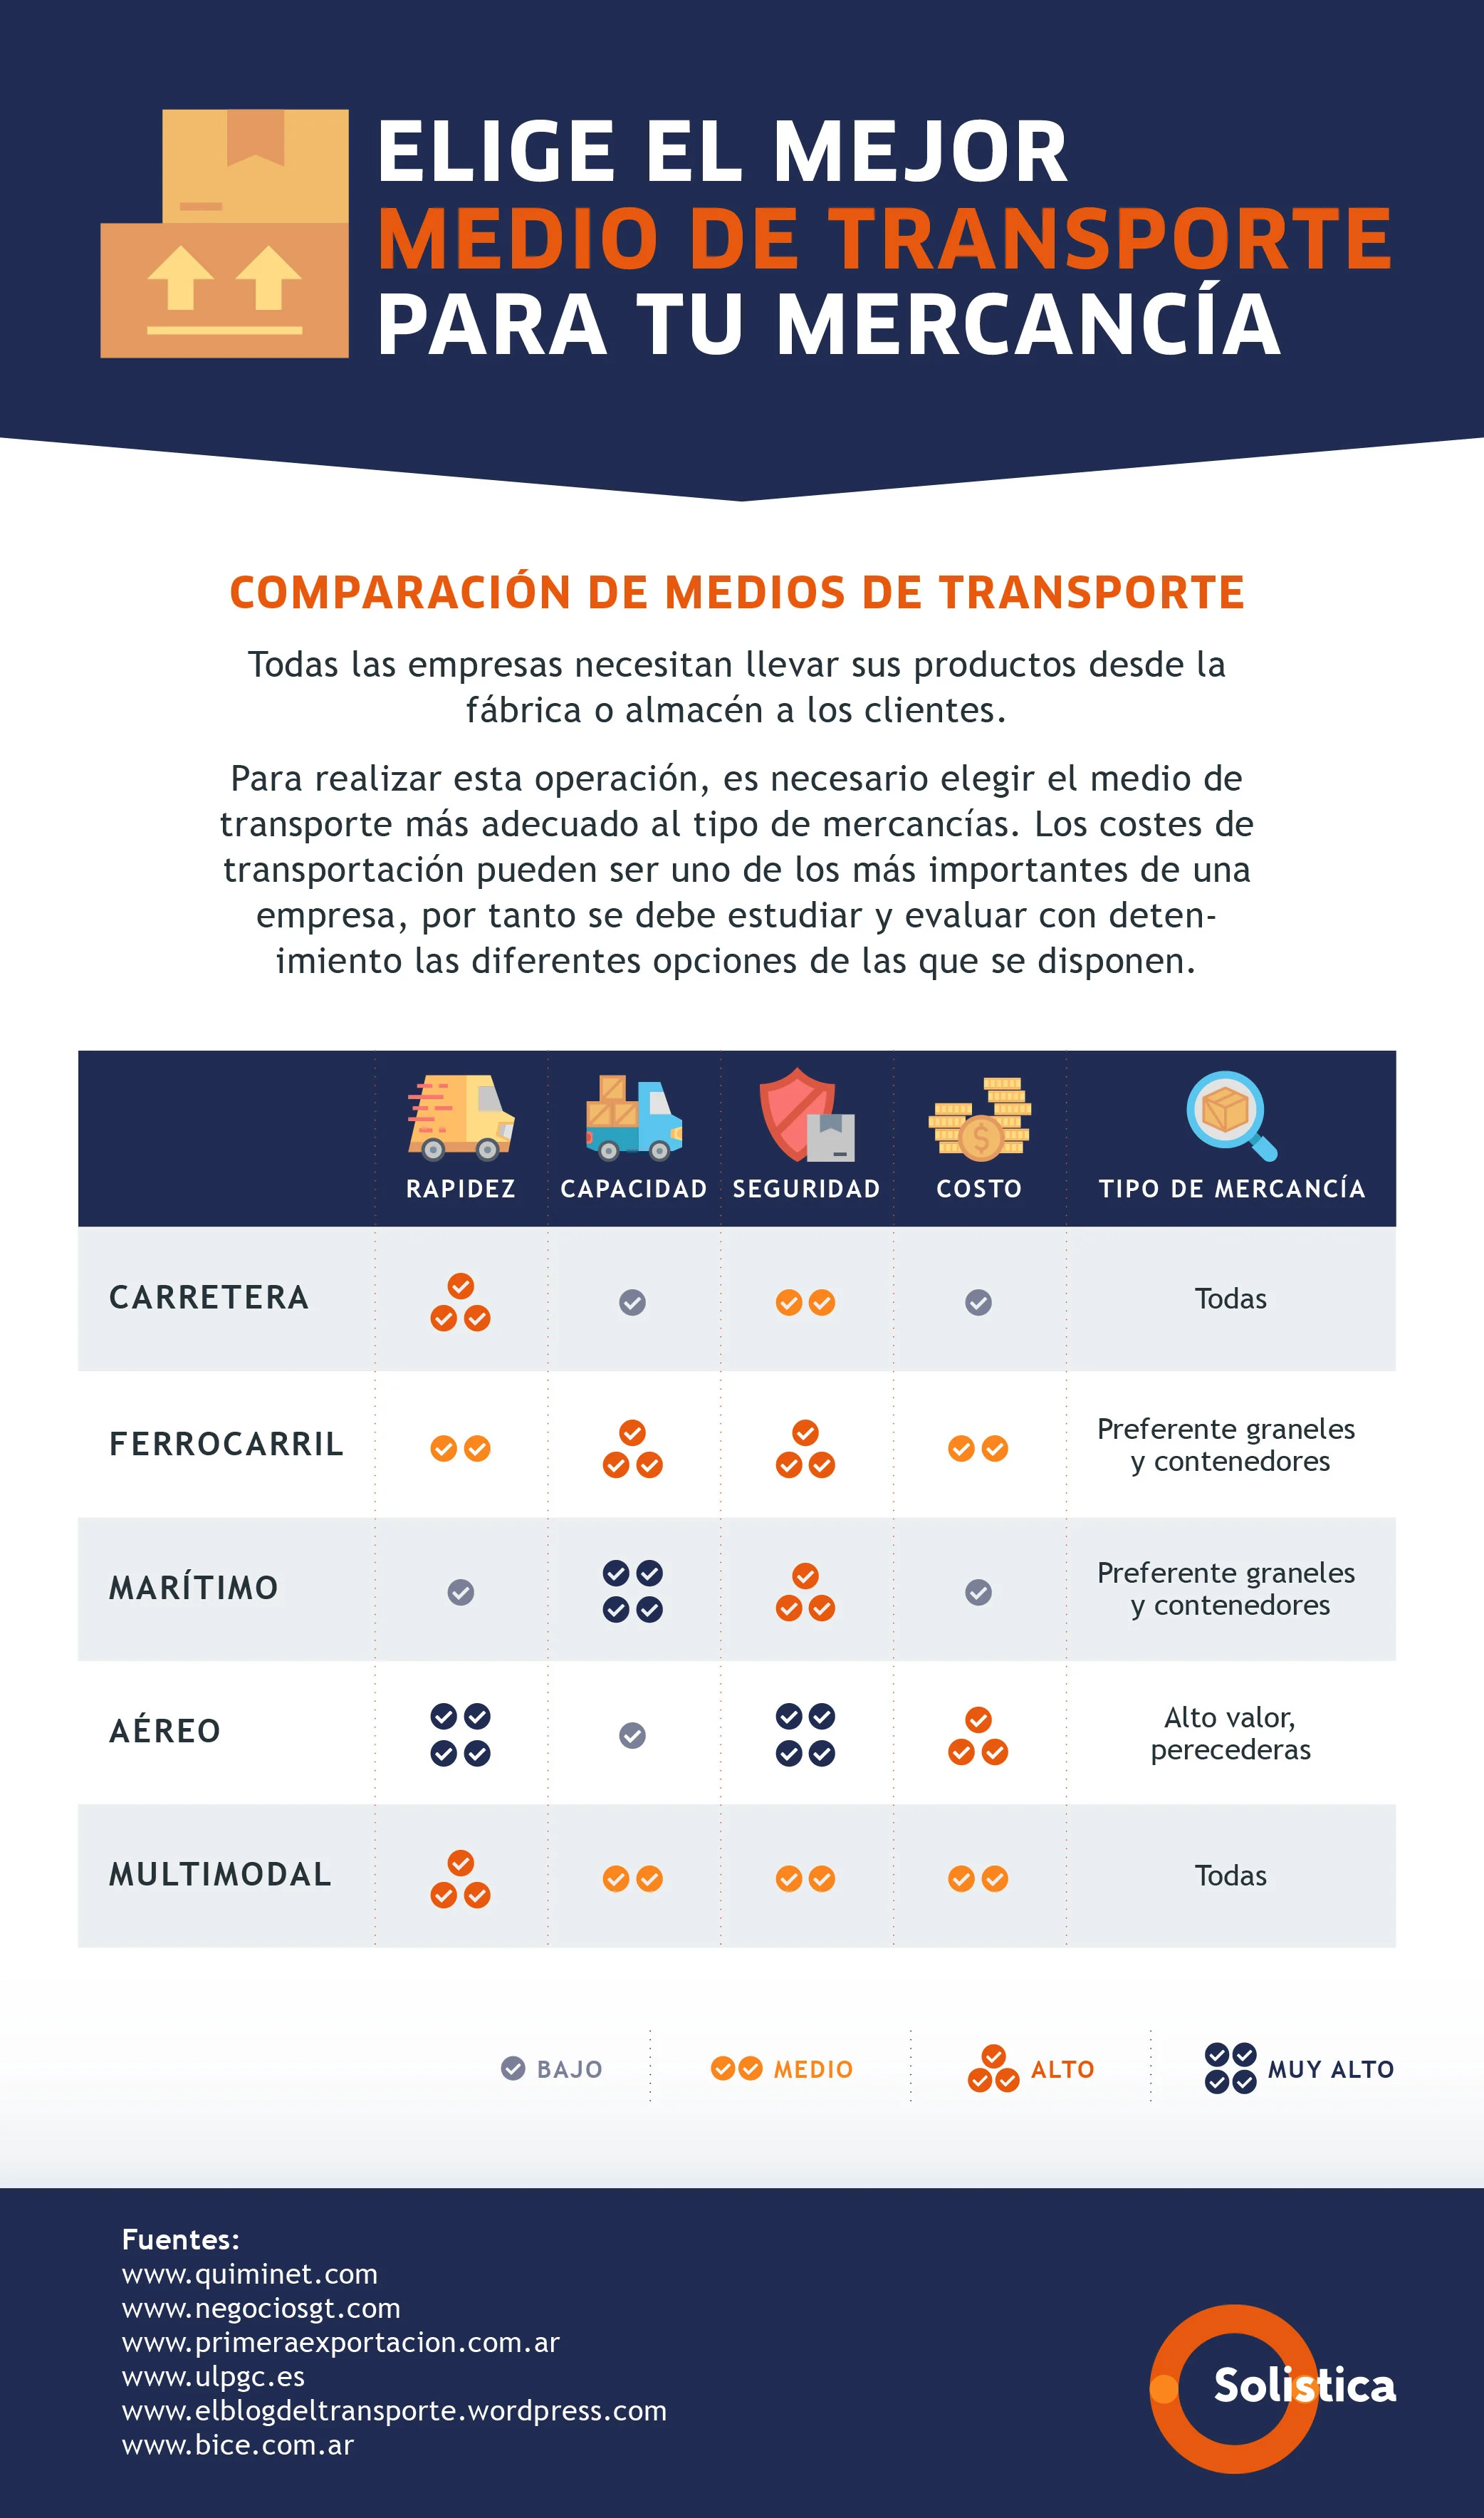 ELIGE EL MEJOR
MEDIO DE TRANSPORTE
PARA TU MERCANCÍA
COMPARACIÓN DE MEDIOS DE TRANSPORTE
Todas las empresas necesitan llevar sus productos desde la
fábrica o almacén a los clientes.
Para realizar esta operación, es necesario elegir el medio de
transporte más adecuado al tipo de mercancías. Los costes de
transportación pueden ser uno de los más importantes de una
empresa, por tanto se debe estudiar y evaluar con deten-
imiento las diferentes opciones de las que se disponen.
$
RAPIDEZ CAPACIDAD SEGURIDAD COSTO TIPO DE MERCANCÍA
CARRETERA Todas
FERROCARRIL Preferente graneles
y contenedores
MARÍTIMO Preferente graneles
y contenedores
AÉREO Alto valor,
perecederas
MULTIMODAL Todas
BAJO MEDIO ALTO MUY ALTO
Fuentes:
www.quiminet.com
www.negociosgt.com
www.primeraexportacion.com.ar
www.ulpgc.es
www.elblogdeltransporte.wordpress.com
www.bice.com.ar
Solistica